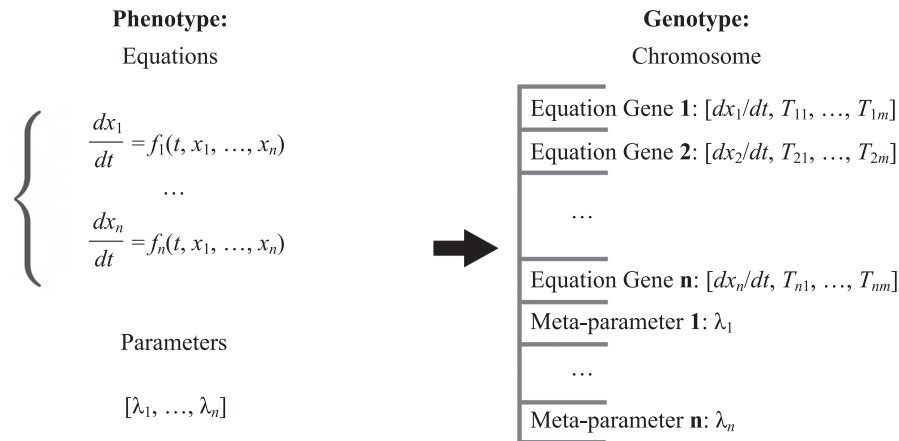 Phenotype:
Equations
dx₁/dt = f₁(t, x₁, …, xₙ)
…
dxₙ/dt = fₙ(t, x₁, …, xₙ)
Parameters
[λ₁, …, λₙ]
Genotype:
Chromosome
Equation Gene 1: [dx₁/dt, T₁₁, …, T₁ₘ]
Equation Gene 2: [dx₂/dt, T₂₁, …, T₂ₘ]
…
Equation Gene n: [dxₙ/dt, Tₙ₁, …, Tₙₘ]
Meta-parameter 1: λ₁
…
Meta-parameter n: λₙ